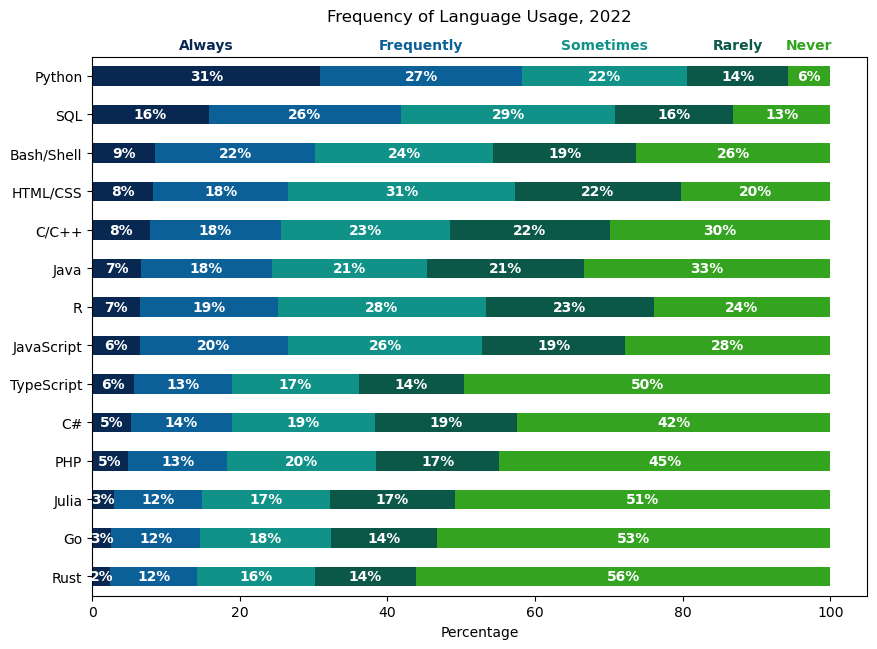 Frequency of Language Usage, 2022
Always Frequently Sometimes Rarely Never
Python 31% 27% 22% 14% 6%
SQL 16% 26% 29% 16% 13%
Bash/Shell 9% 22% 24% 19% 26%
HTML/CSS 8% 18% 31% 22% 20%
C/C++ 8% 18% 23% 22% 30%
Java 7% 18% 21% 21% 33%
R 7% 19% 28% 23% 24%
JavaScript 6% 20% 26% 19% 28%
TypeScript 6% 13% 17% 14% 50%
C# 5% 14% 19% 19% 42%
PHP 5% 13% 20% 17% 45%
Julia 3% 12% 17% 17% 51%
Go 3% 12% 18% 14% 53%
Rust 2% 12% 16% 14% 56%
0 20 40 60 80 100
Percentage